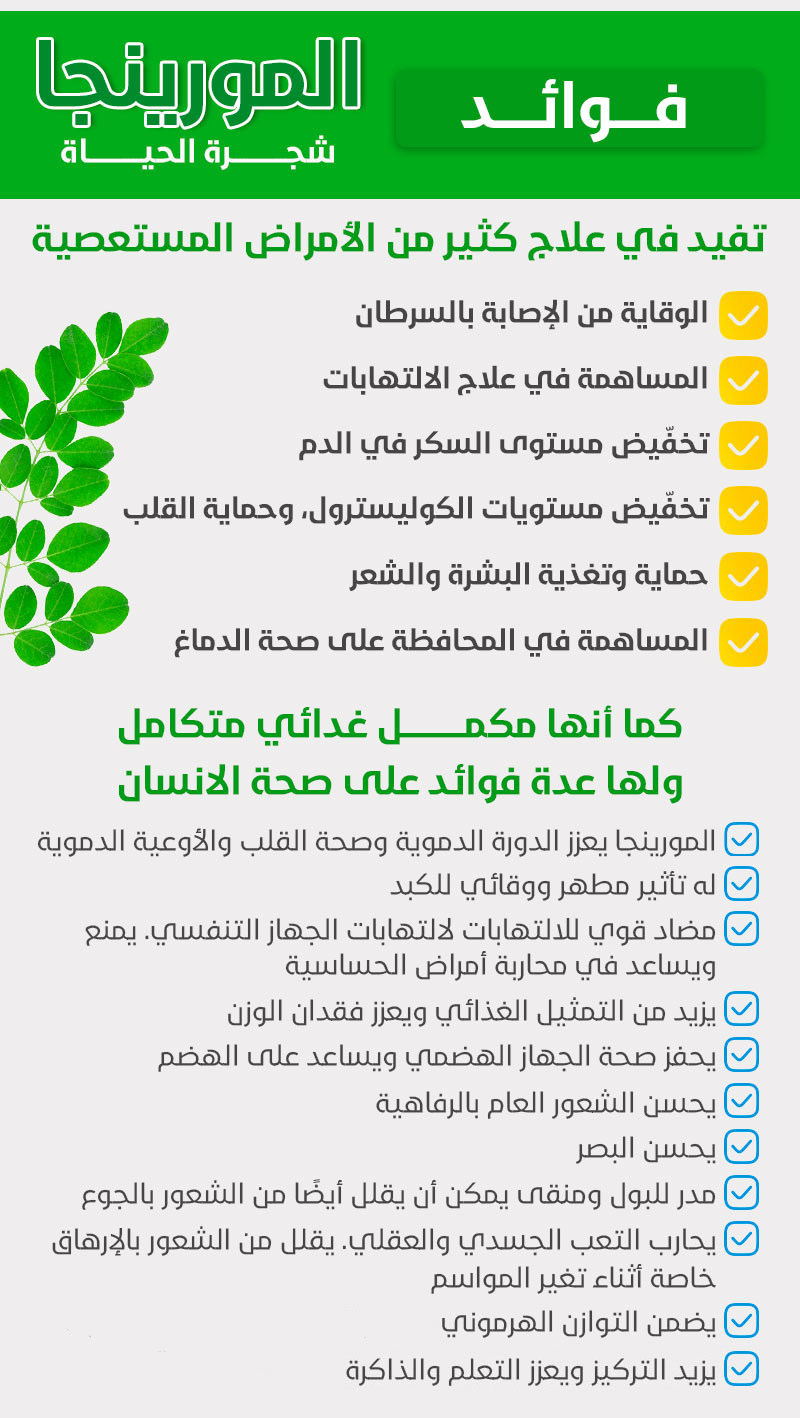 فـوائـد
المورينجا
شجـــرة الحيـــاة
تفيد في علاج كثير من الأمراض المستعصية
الوقاية من الإصابة بالسرطان
المساهمة في علاج الالتهابات
تخفّيض مستوى السكر في الدم
تخفّيض مستويات الكوليسترول، وحماية القلب
حماية وتغذية البشرة والشعر
المساهمة في المحافظة على صحة الدماغ
كما أنها مكمـــل غدائي متكامل
ولها عدة فوائد على صحة الانسان
المورينجا يعزز الدورة الدموية وصحة القلب والأوعية الدموية
له تأثير مطهر ووقائي للكبد
مضاد قوي للالتهابات لالتهابات الجهاز التنفسي. يمنع
ويساعد في محاربة أمراض الحساسية
يزيد من التمثيل الغذائي ويعزز فقدان الوزن
يحفز صحة الجهاز الهضمي ويساعد على الهضم
يحسن الشعور العام بالرفاهية
يحسن البصر
مدر للبول ومنقى يمكن أن يقلل أيضًا من الشعور بالجوع
يحارب التعب الجسدي والعقلي. يقلل من الشعور بالإرهاق
خاصة أثناء تغير المواسم
يضمن التوازن الهرموني
يزيد التركيز ويعزز التعلم والذاكرة